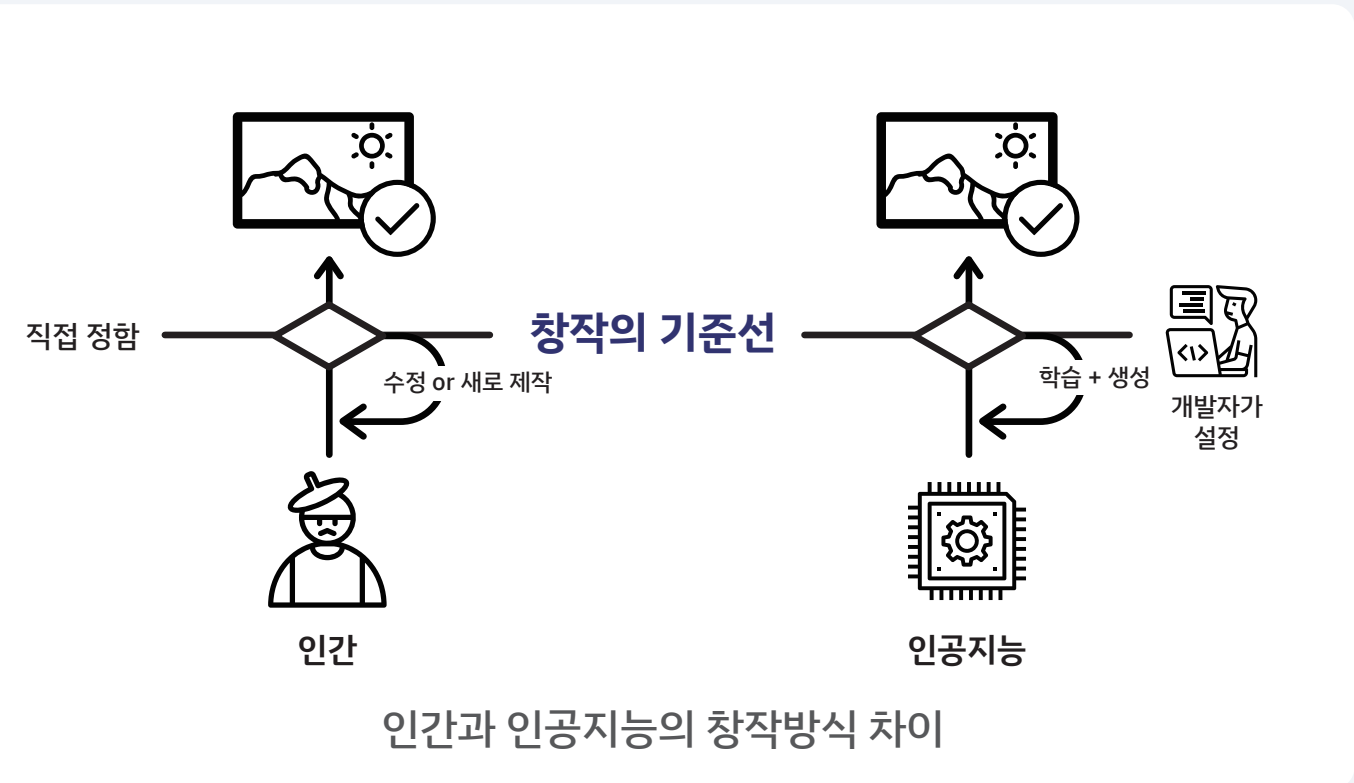 직접 정함
창작의 기준선
수정 or 새로 제작
학습 + 생성
개발자가
설정
인간
인공지능
인간과 인공지능의 창작방식 차이